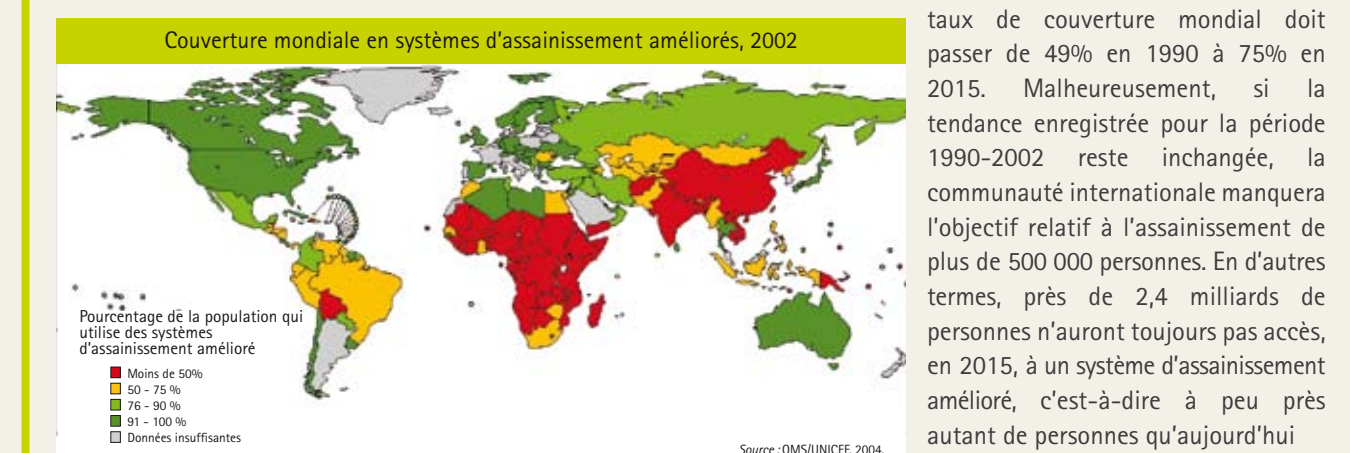 Couverture mondiale en systèmes d'assainissement améliorés, 2002
Pourcentage de la population qui
utilise des systèmes
d'assainissement amélioré
Moins de 50%
50 - 75 %
76 - 90 %
91 - 100 %
Données insuffisantes
Source : OMS/UNICEF, 2004.
taux de couverture mondial doit
passer de 49% en 1990 à 75% en
2015. Malheureusement, si la
tendance enregistrée pour la période
1990-2002 reste inchangée, la
communauté internationale manquera
l'objectif relatif à l'assainissement de
plus de 500 000 personnes. En d'autres
termes, près de 2,4 milliards de
personnes n'auront toujours pas accès,
en 2015, à un système d'assainissement
amélioré, c'est-à-dire à peu près
autant de personnes qu'aujourd'hui